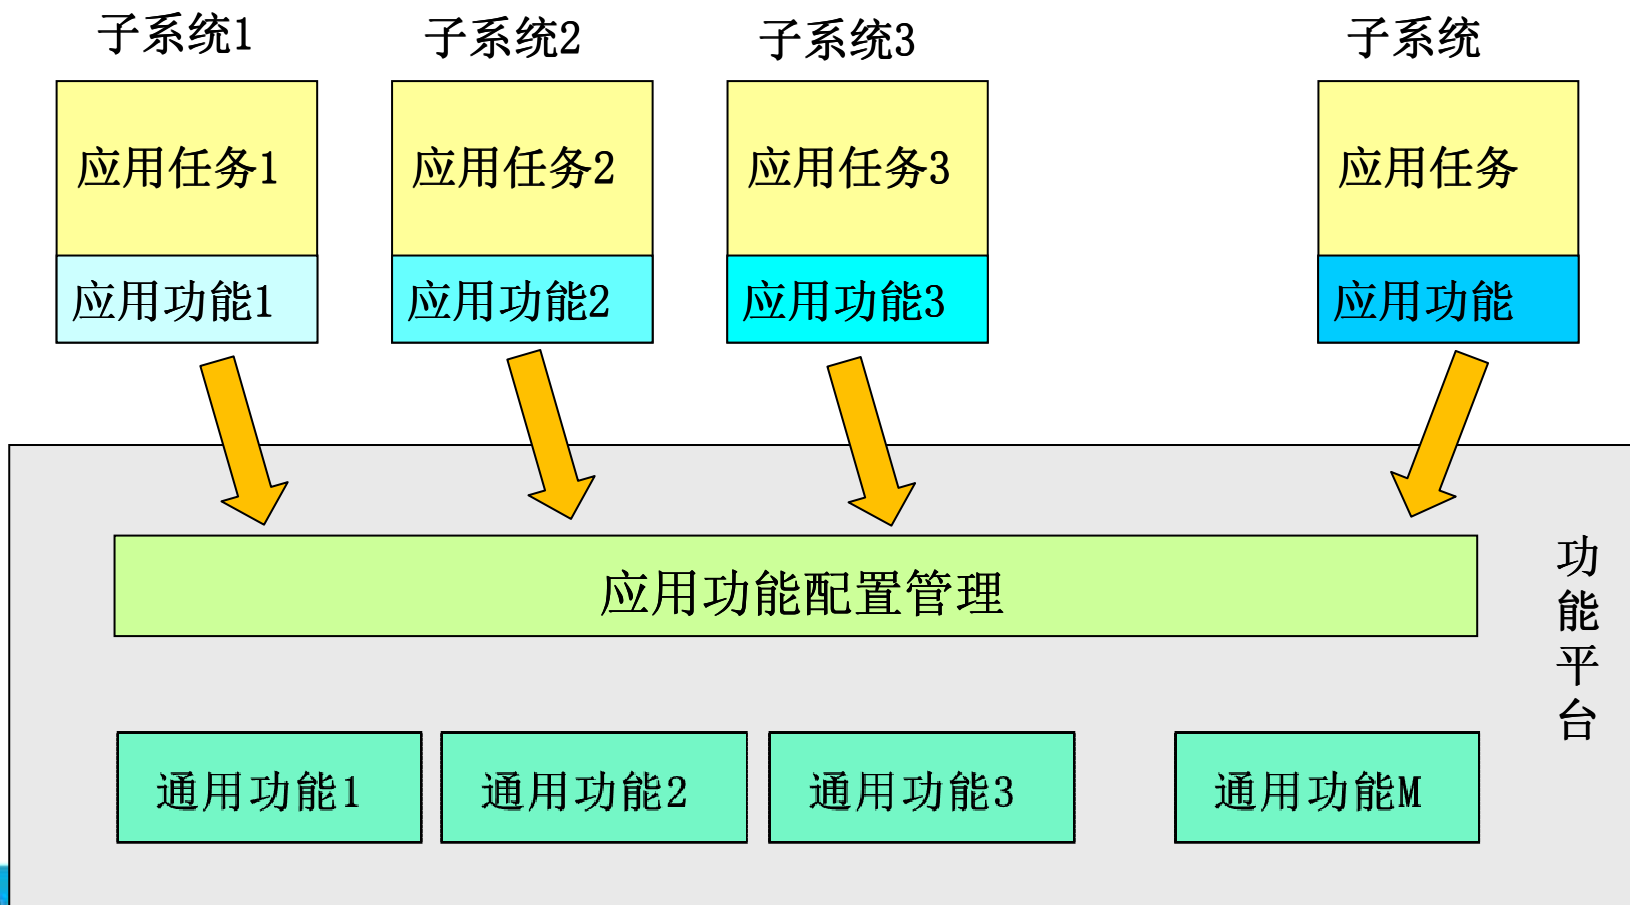 子系统1
子系统2
子系统3
子系统
应用任务1
应用任务2
应用任务3
应用任务
应用功能1
应用功能2
应用功能3
应用功能
应用功能配置管理
功能平台
通用功能1
通用功能2
通用功能3
通用功能M